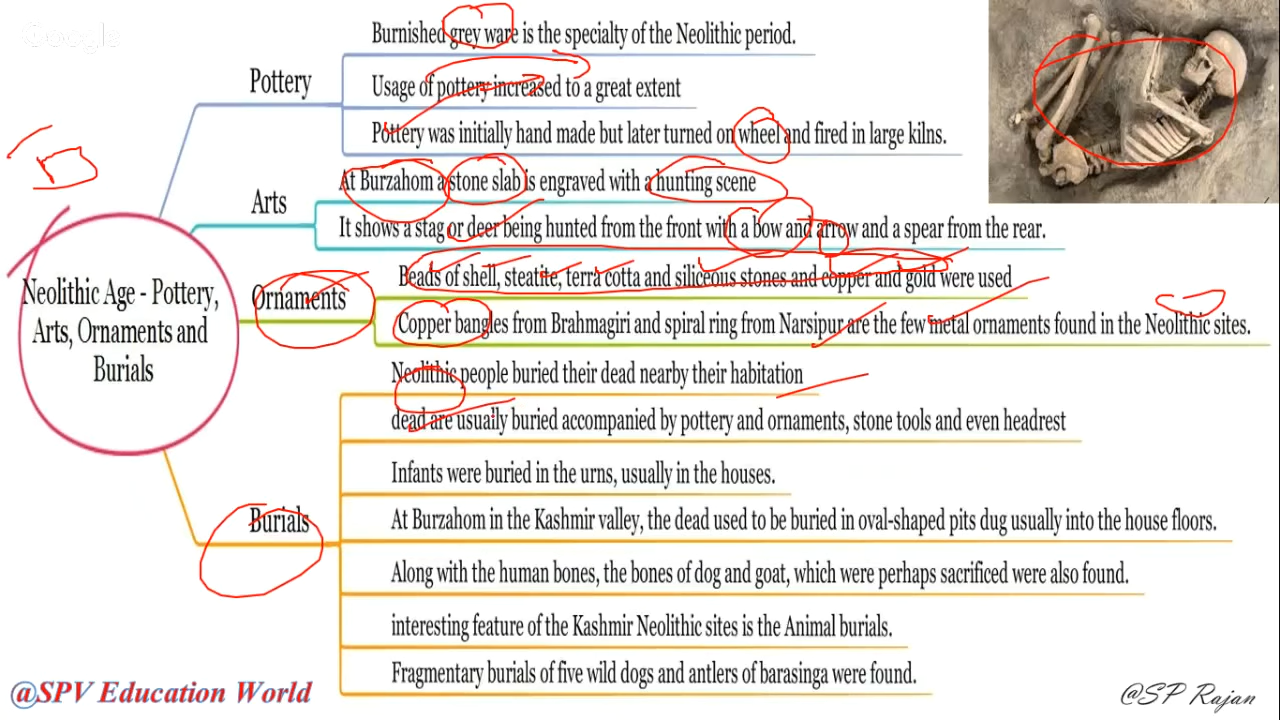 Google
Burnished grey ware is the specialty of the Neolithic period.
Pottery
Usage of pottery increased to a great extent
Pottery was initially hand made but later turned on wheel and fired in large kilns.
At Burzahom a stone slab is engraved with a hunting scene
Arts
It shows a stag or deer being hunted from the front with a bow and arrow and a spear from the rear.
Neolithic Age - Pottery,
Arts, Ornaments and
Burials
Beads of shell, steatite, terra cotta and siliceous stones and copper and gold were used
Ornaments
Copper bangles from Brahmagiri and spiral ring from Narsipur are the few metal ornaments found in the Neolithic sites.
Neolithic people buried their dead nearby their habitation
dead are usually buried accompanied by pottery and ornaments, stone tools and even headrest
Infants were buried in the urns, usually in the houses.
Burials
At Burzahom in the Kashmir valley, the dead used to be buried in oval-shaped pits dug usually into the house floors.
Along with the human bones, the bones of dog and goat, which were perhaps sacrificed were also found.
interesting feature of the Kashmir Neolithic sites is the Animal burials.
Fragmentary burials of five wild dogs and antlers of barasinga were found.
@SPV Education World
@SP Rajan